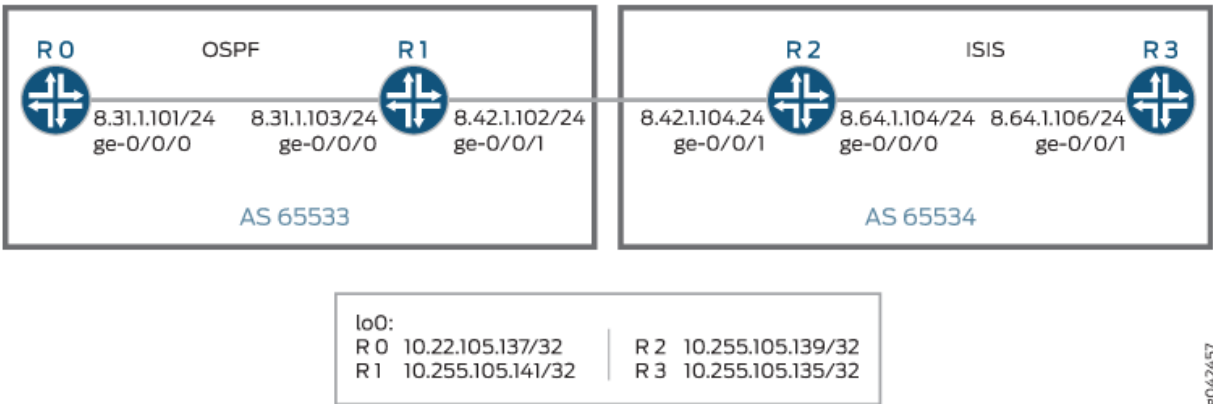 R 0 OSPF R 1 R 2 ISIS R 3
8.31.1.101/24 8.31.1.103/24 8.42.1.102/24 8.42.1.104.24 8.64.1.104/24 8.64.1.106/24
ge-0/0/0 ge-0/0/0 ge-0/0/1 ge-0/0/1 ge-0/0/0 ge-0/0/1
AS 65533 AS 65534
lo0:
R 0 10.22.105.137/32 R 2 10.255.105.139/32
R 1 10.255.105.141/32 R 3 10.255.105.135/32
g042457